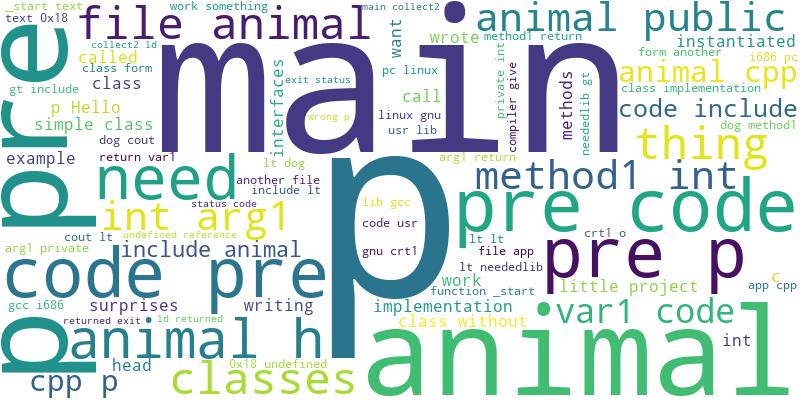 _start text
work something
main collect2
file animal
animal public
text 0x18
collect2 ld
want
wrote
method1 return
instantiated
called
form another
i686 pc
class form
pc linux
private int
gt include
class
exit status
animal cpp
pre
main
interfaces
call
compiler give
methods
neededlib gt
class implementation
p Hello
wrong p
linux gnu
code include
simple class
usr lib
dog method1
dog cout
thing
example
return var1
lt dog
arg1 return
need
another file
method1 int
include lt
p
pre code
int arg1
status code
lib gcc
code usr
undefined reference
crt1 o
cout lt
gnu crt1
lt lt
pre p
arg1 private
include animal
file app
code pre
lt neededlib
work
C
function _start
little project
app cpp
gcc i686
surprises
writing
implementation
var1 code
p
returned exit
ld returned
class without
animal h
int
head
0x18 undefined
animal
cpp p
classes